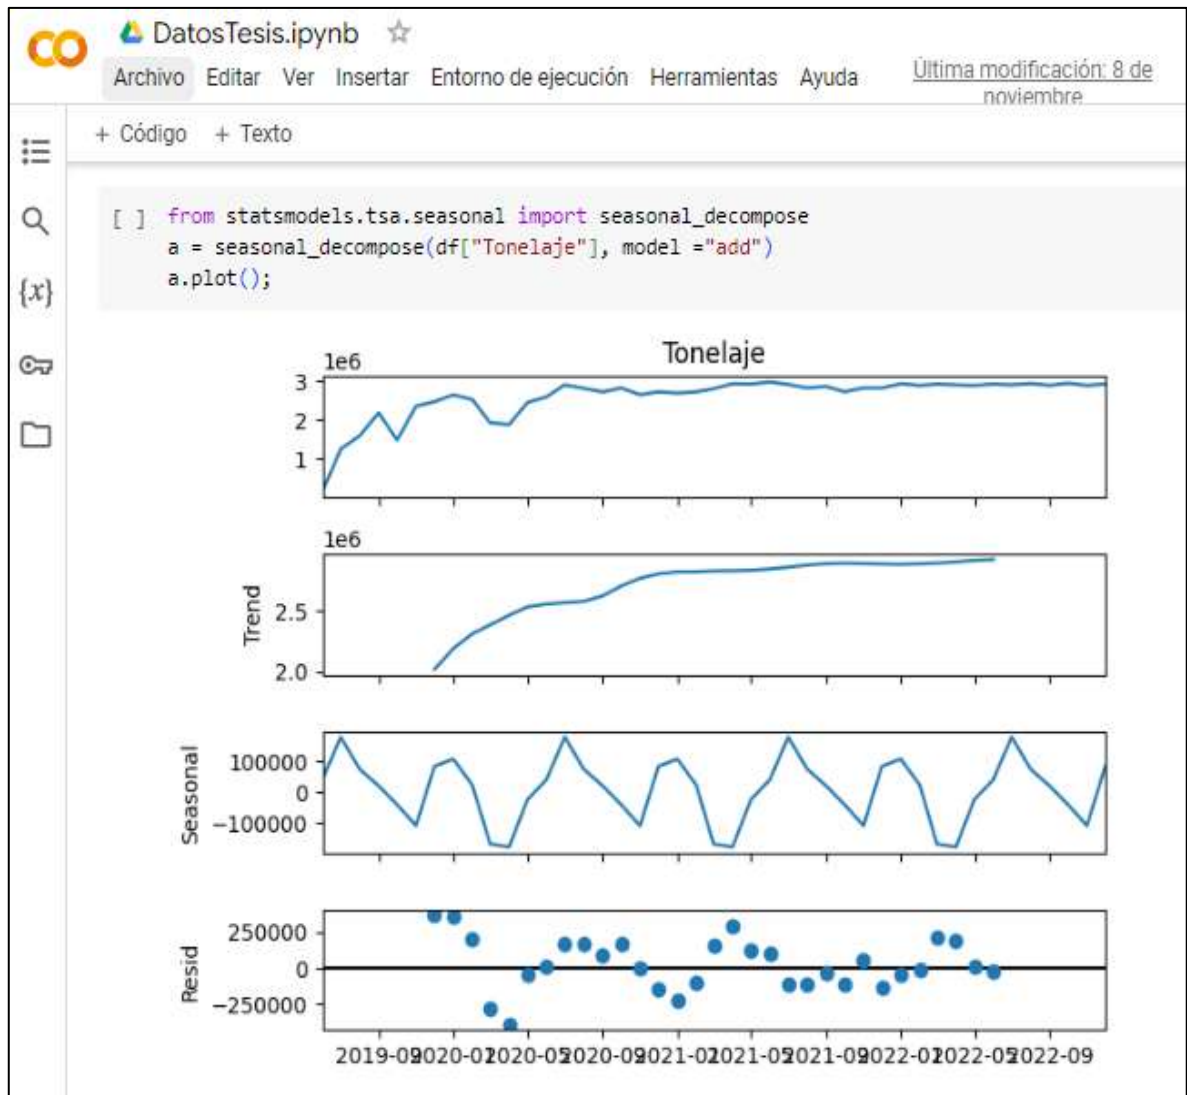 DatosTesis.ipynb
Archivo Editar Ver Insertar Entorno de ejecución Herramientas Ayuda
Última modificación: 8 de
noviembre
+ Código + Texto
[ ] from statsmodels.tsa.seasonal import seasonal_decompose
a = seasonal_decompose(df["Tonelaje"], model ="add")
a.plot();
{x}
Tonelaje
1e6
3
2
1
1e6
Trend
2.5
2.0
Seasonal
100000
0
−100000
Resid
250000
0
−250000
2019-09 2020-01 2020-05 2020-09 2021-01 2021-05 2021-09 2022-01 2022-05 2022-09